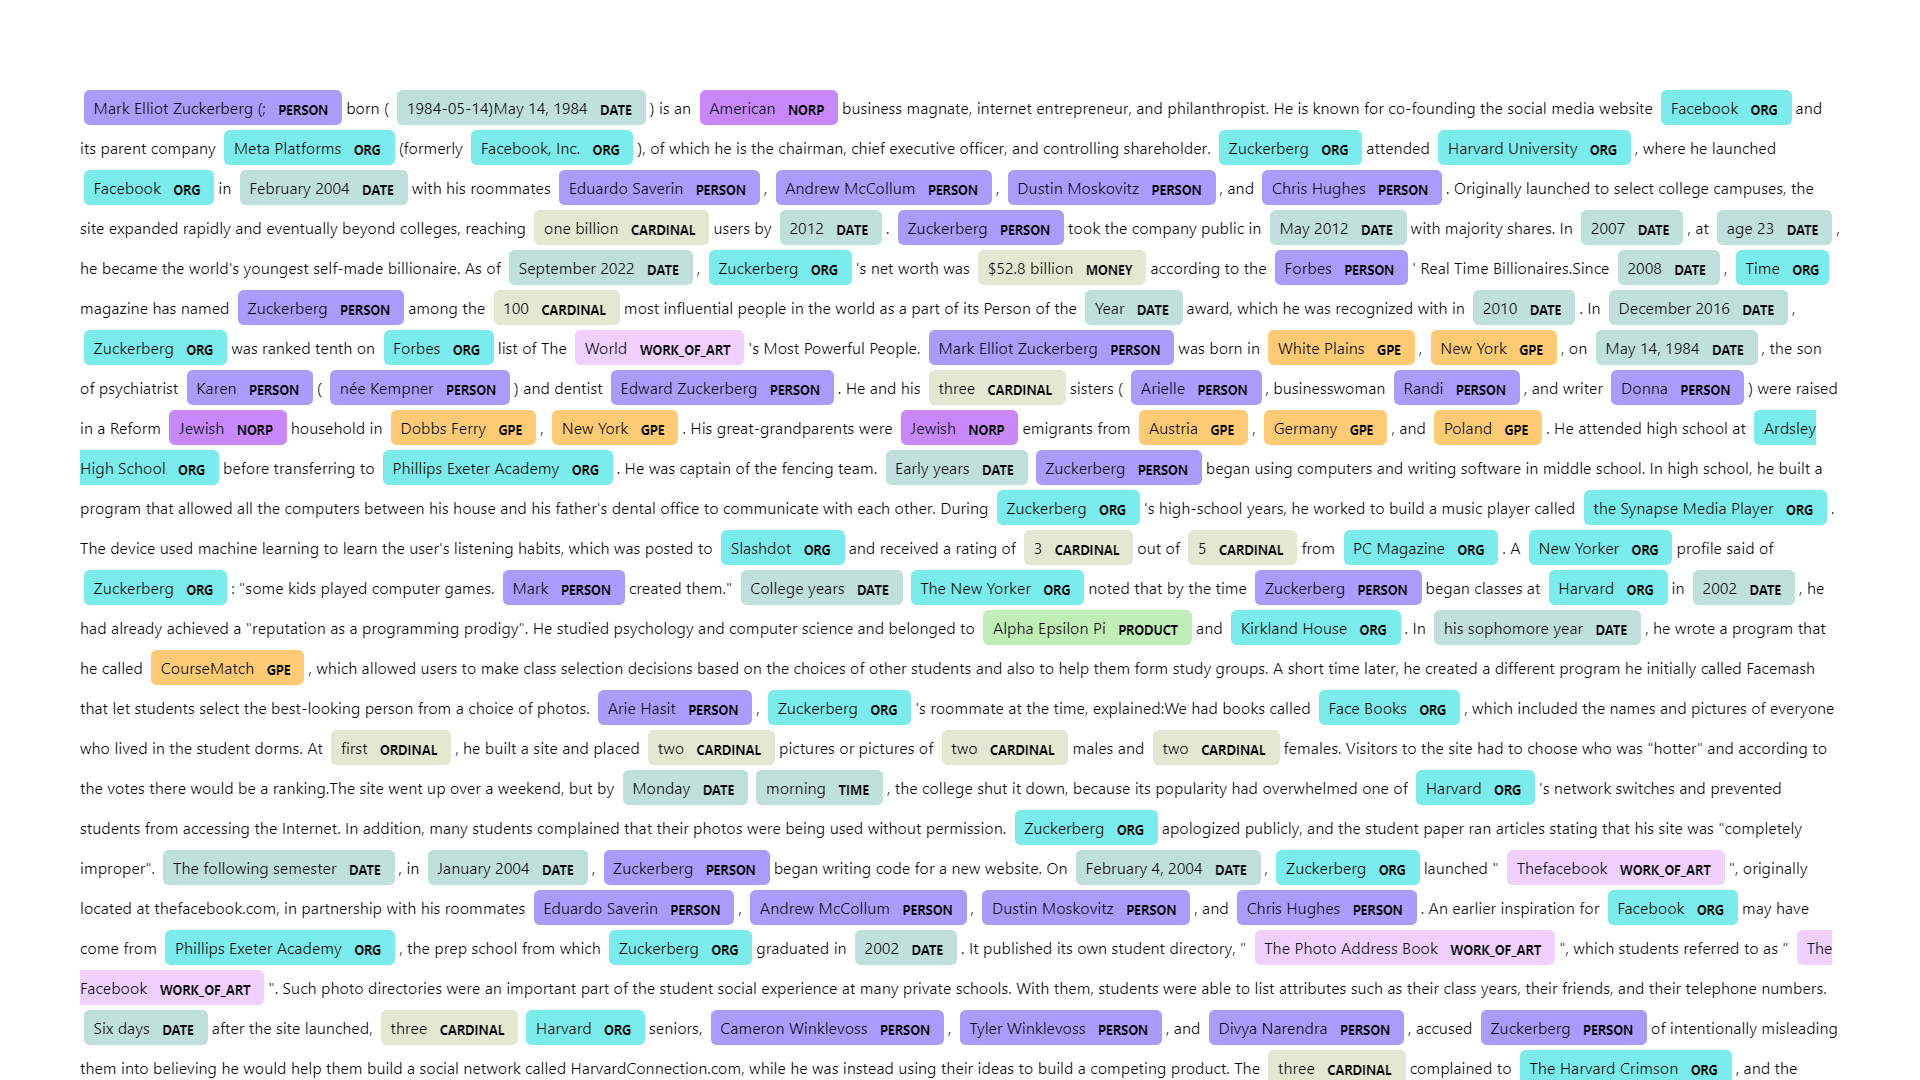 Mark Elliot Zuckerberg (; PERSON born ( 1984-05-14)May 14, 1984 DATE ) is an American NORP business magnate, internet entrepreneur, and philanthropist. He is known for co-founding the social media website Facebook ORG and
its parent company Meta Platforms ORG (formerly Facebook, Inc. ORG ), of which he is the chairman, chief executive officer, and controlling shareholder. Zuckerberg ORG attended Harvard University ORG , where he launched
Facebook ORG in February 2004 DATE with his roommates Eduardo Saverin PERSON , Andrew McCollum PERSON , Dustin Moskovitz PERSON , and Chris Hughes PERSON . Originally launched to select college campuses, the
site expanded rapidly and eventually beyond colleges, reaching one billion CARDINAL users by 2012 DATE . Zuckerberg PERSON took the company public in May 2012 DATE with majority shares. In 2007 DATE , at age 23 DATE ,
he became the world's youngest self-made billionaire. As of September 2022 DATE , Zuckerberg ORG 's net worth was $52.8 billion MONEY according to the Forbes PERSON ' Real Time Billionaires.Since 2008 DATE , Time ORG
magazine has named Zuckerberg PERSON among the 100 CARDINAL most influential people in the world as a part of its Person of the Year DATE award, which he was recognized with in 2010 DATE . In December 2016 DATE ,
Zuckerberg ORG was ranked tenth on Forbes ORG list of The World WORK_OF_ART 's Most Powerful People. Mark Elliot Zuckerberg PERSON was born in White Plains GPE , New York GPE , on May 14, 1984 DATE , the son
of psychiatrist Karen PERSON ( née Kempner PERSON ) and dentist Edward Zuckerberg PERSON . He and his three CARDINAL sisters ( Arielle PERSON , businesswoman Randi PERSON , and writer Donna PERSON ) were raised
in a Reform Jewish NORP household in Dobbs Ferry GPE , New York GPE . His great-grandparents were Jewish NORP emigrants from Austria GPE , Germany GPE , and Poland GPE . He attended high school at Ardsley
High School ORG before transferring to Phillips Exeter Academy ORG . He was captain of the fencing team. Early years DATE Zuckerberg PERSON began using computers and writing software in middle school. In high school, he built a
program that allowed all the computers between his house and his father's dental office to communicate with each other. During Zuckerberg ORG 's high-school years, he worked to build a music player called the Synapse Media Player ORG .
The device used machine learning to learn the user's listening habits, which was posted to Slashdot ORG and received a rating of 3 CARDINAL out of 5 CARDINAL from PC Magazine ORG . A New Yorker ORG profile said of
Zuckerberg ORG : "some kids played computer games. Mark PERSON created them." College years DATE The New Yorker ORG noted that by the time Zuckerberg PERSON began classes at Harvard ORG in 2002 DATE , he
had already achieved a "reputation as a programming prodigy". He studied psychology and computer science and belonged to Alpha Epsilon Pi PRODUCT and Kirkland House ORG . In his sophomore year DATE , he wrote a program that
he called CourseMatch GPE , which allowed users to make class selection decisions based on the choices of other students and also to help them form study groups. A short time later, he created a different program he initially called Facemash
that let students select the best-looking person from a choice of photos. Arie Hasit PERSON , Zuckerberg ORG 's roommate at the time, explained:We had books called Face Books ORG , which included the names and pictures of everyone
who lived in the student dorms. At first ORDINAL , he built a site and placed two CARDINAL pictures or pictures of two CARDINAL males and two CARDINAL females. Visitors to the site had to choose who was "hotter" and according to
the votes there would be a ranking.The site went up over a weekend, but by Monday DATE morning TIME , the college shut it down, because its popularity had overwhelmed one of Harvard ORG 's network switches and prevented
students from accessing the Internet. In addition, many students complained that their photos were being used without permission. Zuckerberg ORG apologized publicly, and the student paper ran articles stating that his site was "completely
improper". The following semester DATE , in January 2004 DATE , Zuckerberg PERSON began writing code for a new website. On February 4, 2004 DATE , Zuckerberg ORG launched " Thefacebook WORK_OF_ART ", originally
located at thefacebook.com, in partnership with his roommates Eduardo Saverin PERSON , Andrew McCollum PERSON , Dustin Moskovitz PERSON , and Chris Hughes PERSON . An earlier inspiration for Facebook ORG may have
come from Phillips Exeter Academy ORG , the prep school from which Zuckerberg ORG graduated in 2002 DATE . It published its own student directory, " The Photo Address Book WORK_OF_ART ", which students referred to as " The
Facebook WORK_OF_ART ". Such photo directories were an important part of the student social experience at many private schools. With them, students were able to list attributes such as their class years, their friends, and their telephone numbers.
Six days DATE after the site launched, three CARDINAL Harvard ORG seniors, Cameron Winklevoss PERSON , Tyler Winklevoss PERSON , and Divya Narendra PERSON , accused Zuckerberg PERSON of intentionally misleading
them into believing he would help them build a social network called HarvardConnection.com, while he was instead using their ideas to build a competing product. The three CARDINAL complained to The Harvard Crimson ORG , and the